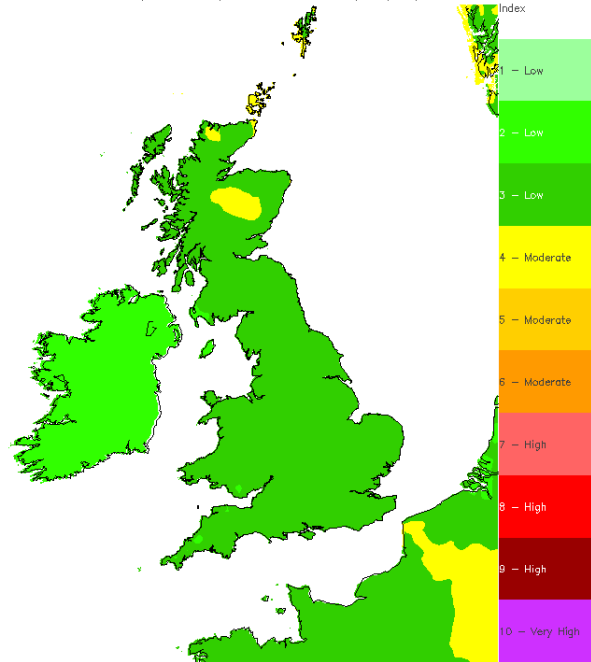 Index
1 - Low
2 - Low
3 - Low
4 - Moderate
5 - Moderate
6 - Moderate
7 - High
8 - High
9 - High
10 - Very High